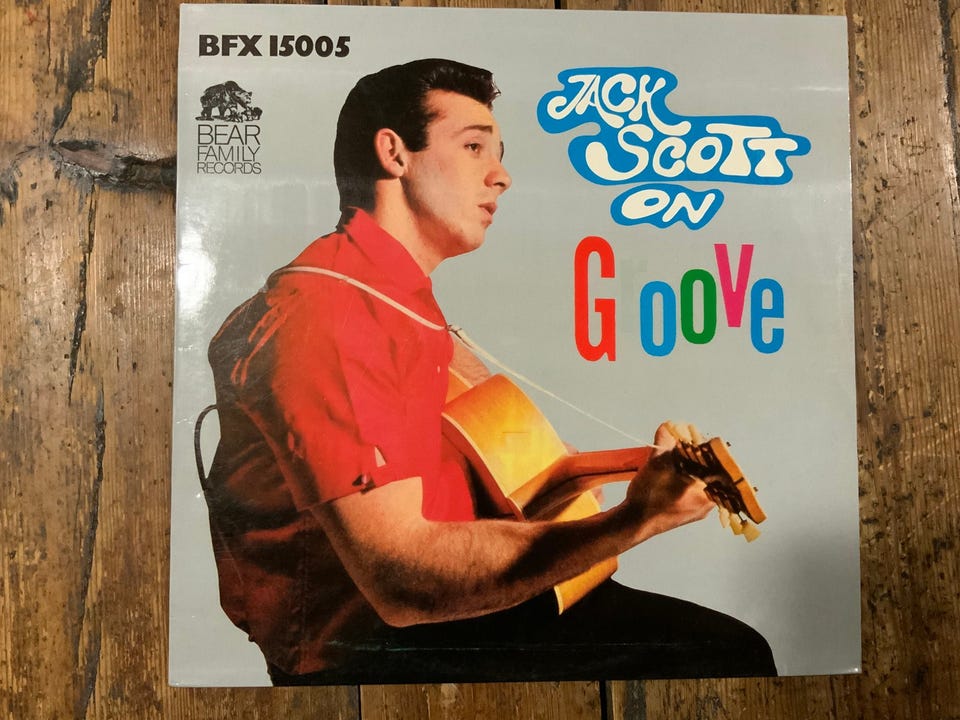 BFX 15005
BEAR
FAMILY
RECORDS
JACK
SCOTT
ON
Groove